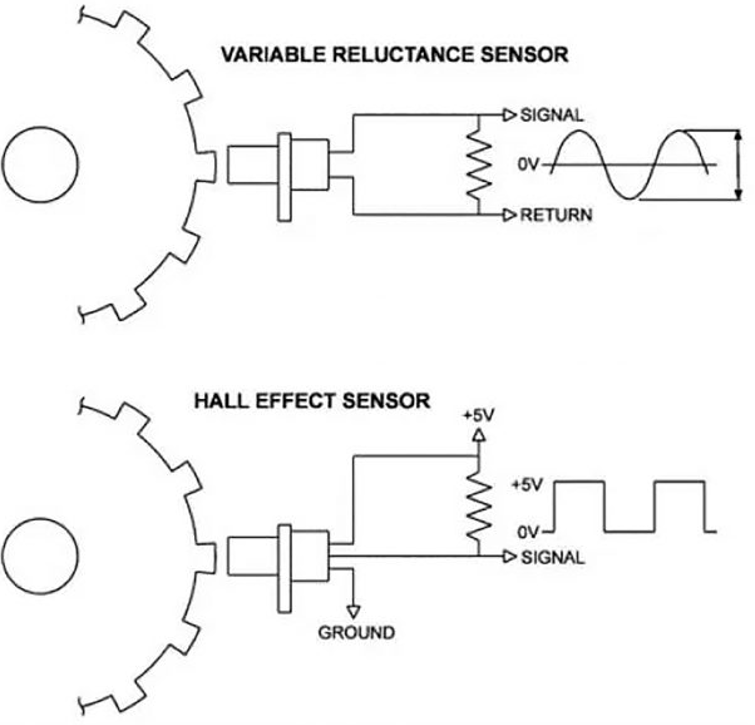 VARIABLE RELUCTANCE SENSOR
SIGNAL
0V
RETURN
HALL EFFECT SENSOR
+5V
+5V
0V
SIGNAL
GROUND